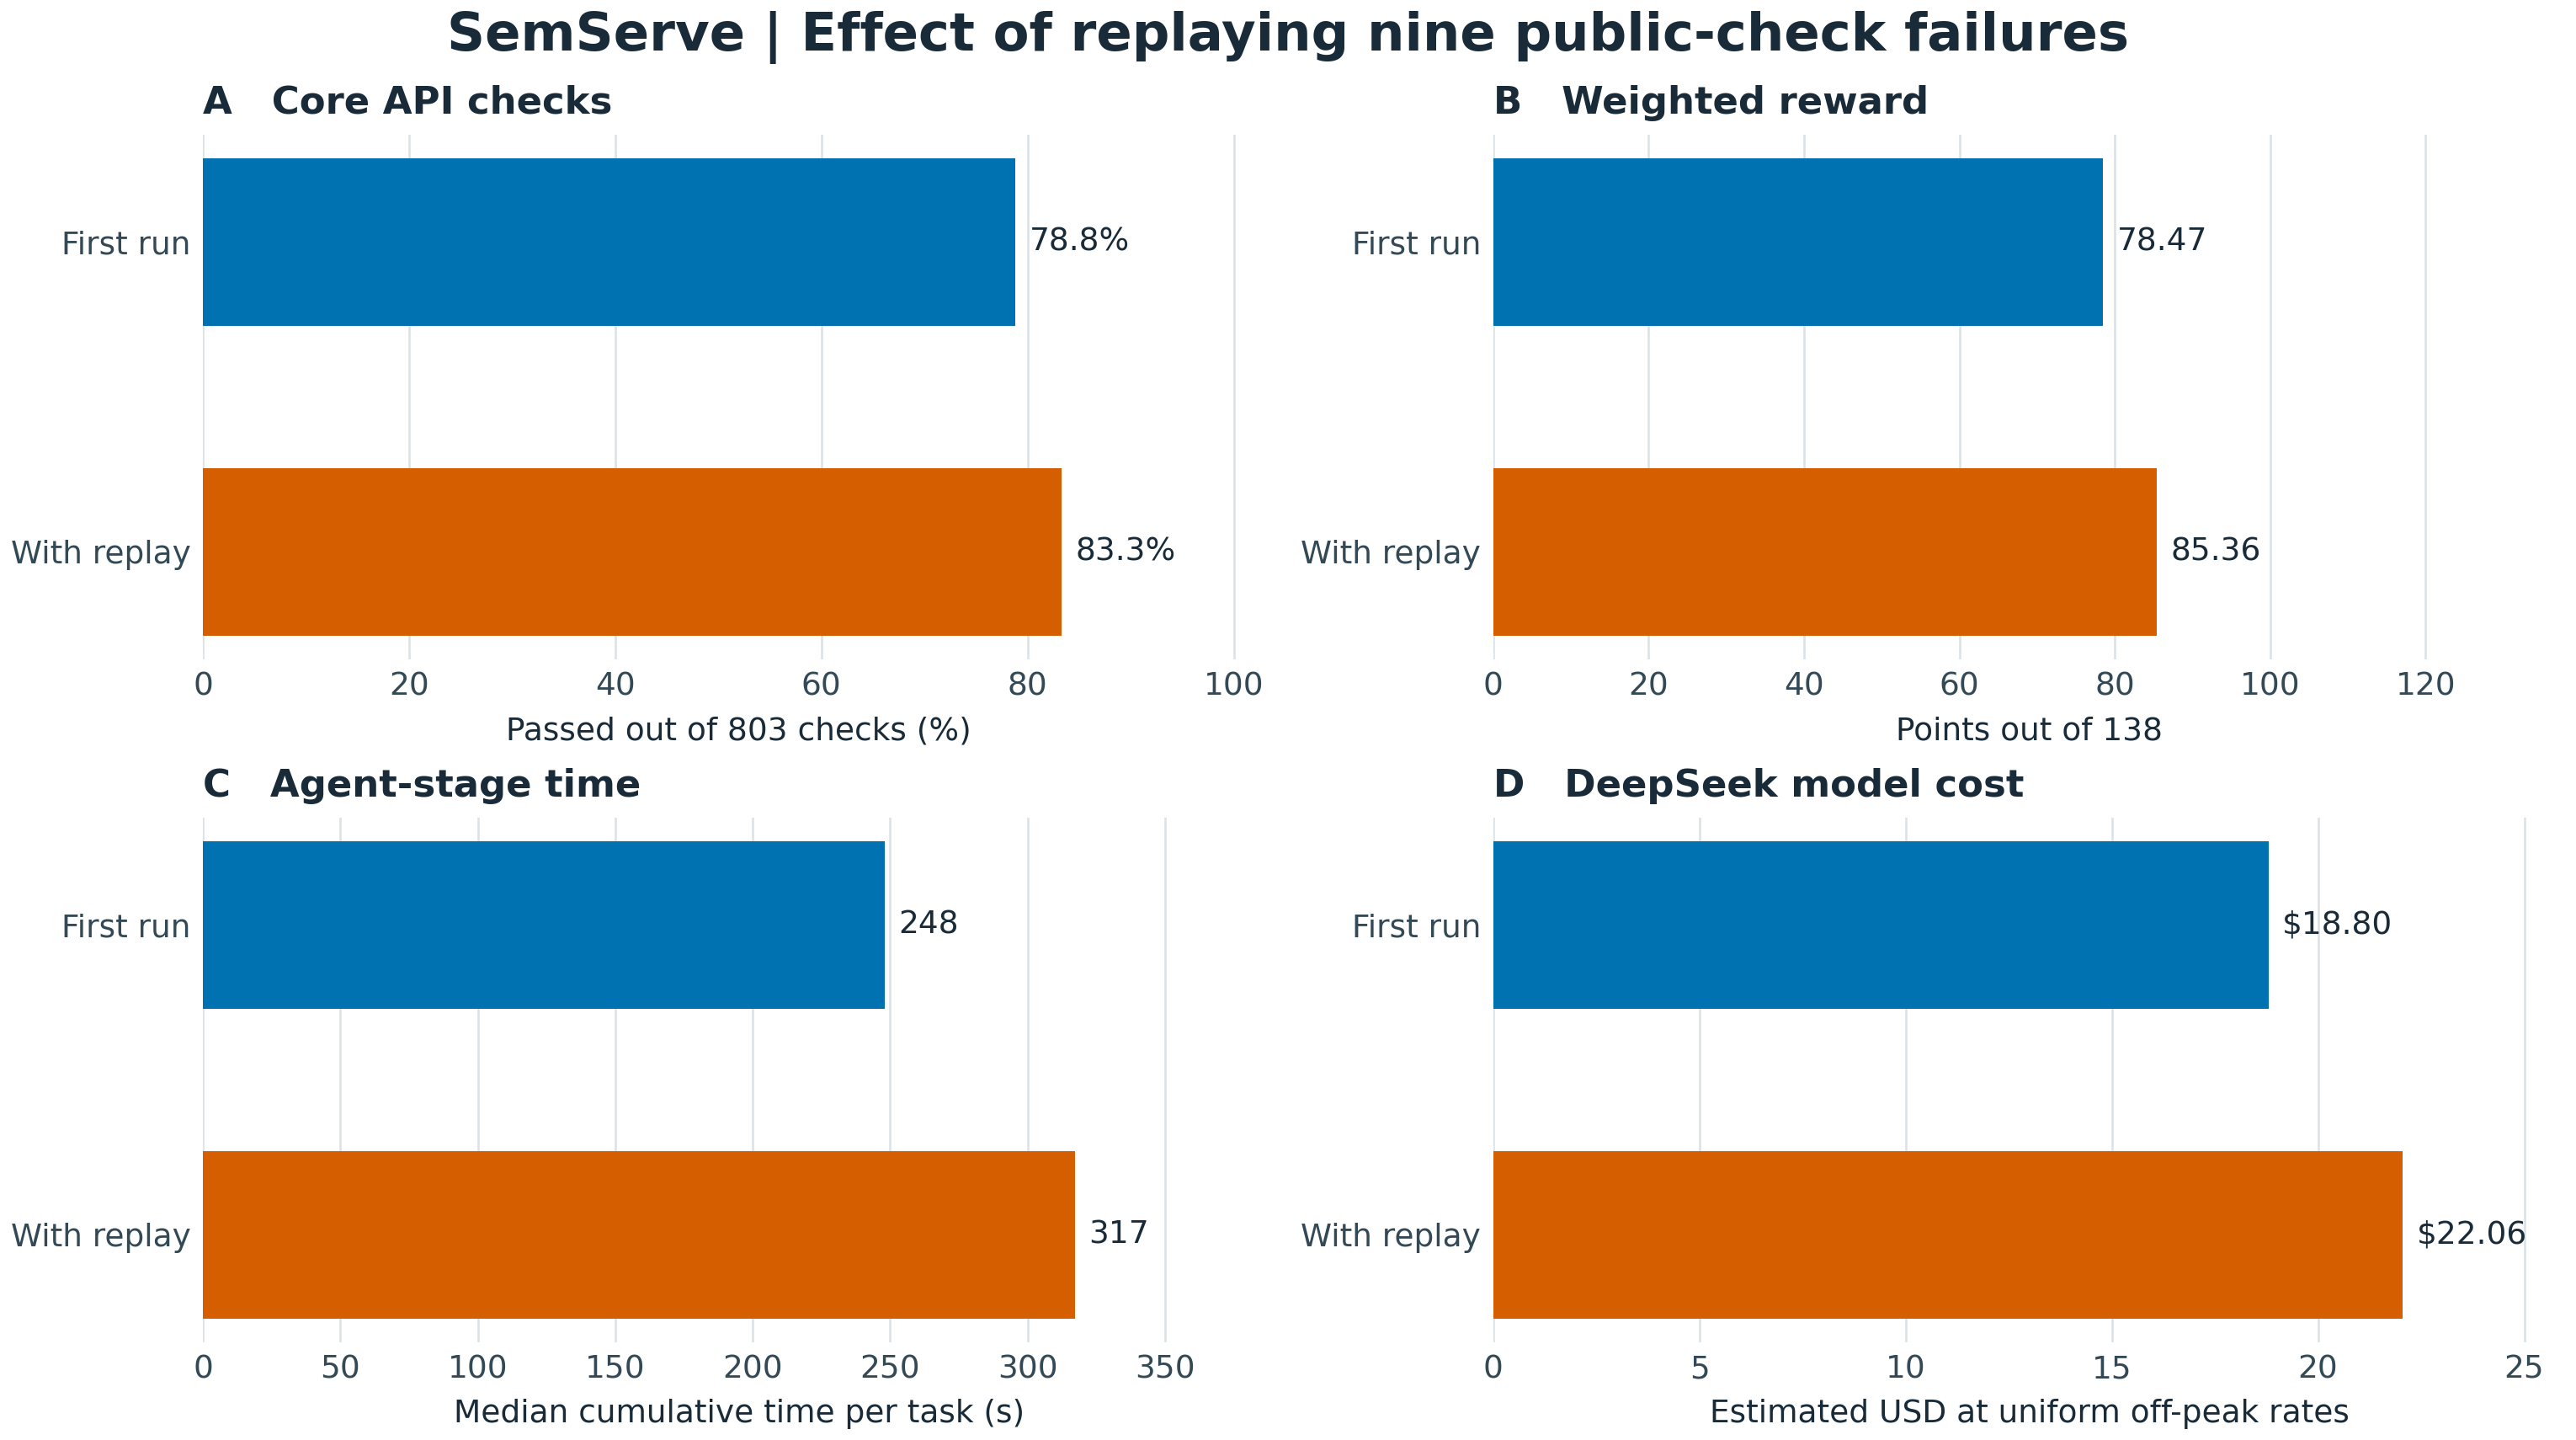 SemServe | Effect of replaying nine public-check failures
A Core API checks
First run
78.8%
With replay
83.3%
0 20 40 60 80 100
Passed out of 803 checks (%)
B Weighted reward
First run
78.47
With replay
85.36
0 20 40 60 80 100 120
Points out of 138
C Agent-stage time
First run
248
With replay
317
0 50 100 150 200 250 300 350
Median cumulative time per task (s)
D DeepSeek model cost
First run
$18.80
With replay
$22.06
0 5 10 15 20 25
Estimated USD at uniform off-peak rates